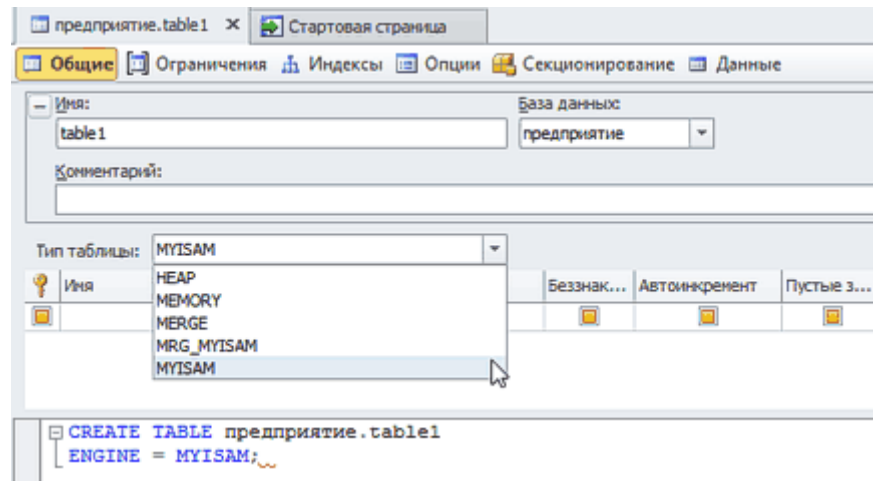 предприятие.table1 Стартовая страница
Общие Ограничения Индексы Опции Секционирование Данные
Имя: База данных:
table1 предприятие
Комментарий:
Тип таблицы: MYISAM
Имя Беззнак... Автоинкремент Пустые з...
HEAP
MEMORY
MERGE
MRG_MYISAM
MYISAM
CREATE TABLE предприятие.table1
ENGINE = MYISAM;